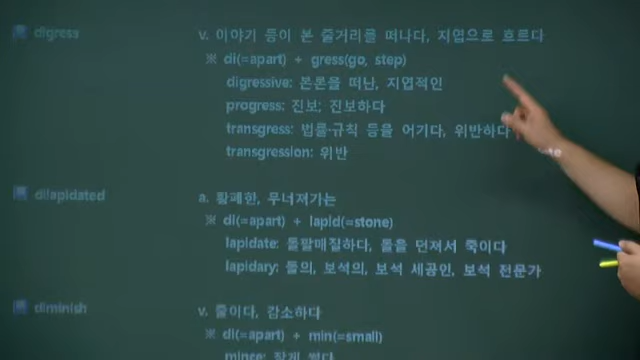 digress v. 이야기 등이 본 줄거리를 떠나다, 지엽으로 흐르다
※ di(=apart) + gress(go, step)
digressive: 본론을 떠난, 지엽적인
progress: 진보; 진보하다
transgress: 법률·규칙 등을 어기다, 위반하다
transgression: 위반
dilapidated a. 황폐한, 무너져가는
※ di(=apart) + lapid(=stone)
lapidate: 돌팔매질하다, 돌을 던져서 죽이다
lapidary: 돌의, 보석의, 보석 세공인, 보석 전문가
diminish v. 줄이다, 감소하다
※ di(=apart) + min(=small)
mince: 잘게 썰다